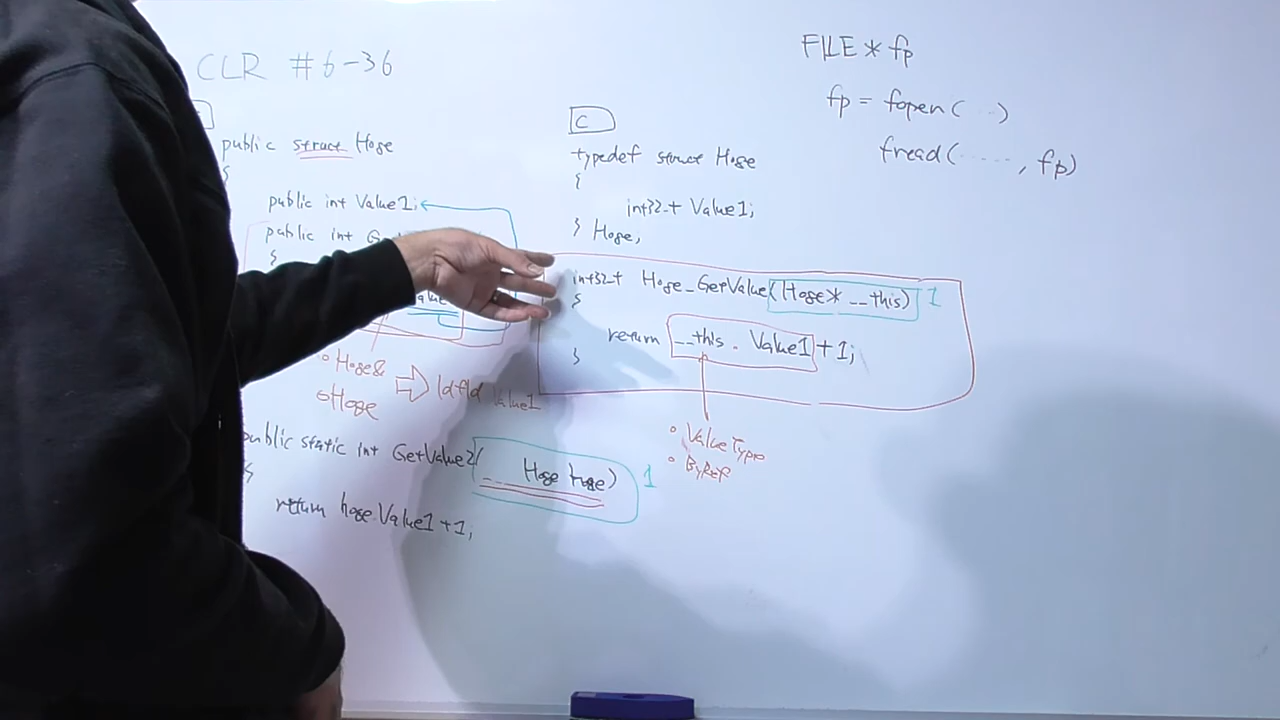 CLR #6-36
public struct Hoge
{
public int Value1;
public int
{
Hoge&
Hoge
ldfld Value1
public static int GetValue2(
Hoge hoge) 1
{
return hoge.Value1 + 1;
C
typedef struct Hoge
{
int32_t Value1;
} Hoge;
int32_t Hoge_GetValue(Hoge* __this) 1
{
return __this.Value1 + 1;
}
ValueType
ByRef
FILE * fp
fp = fopen( ... )
fread( ....., fp)